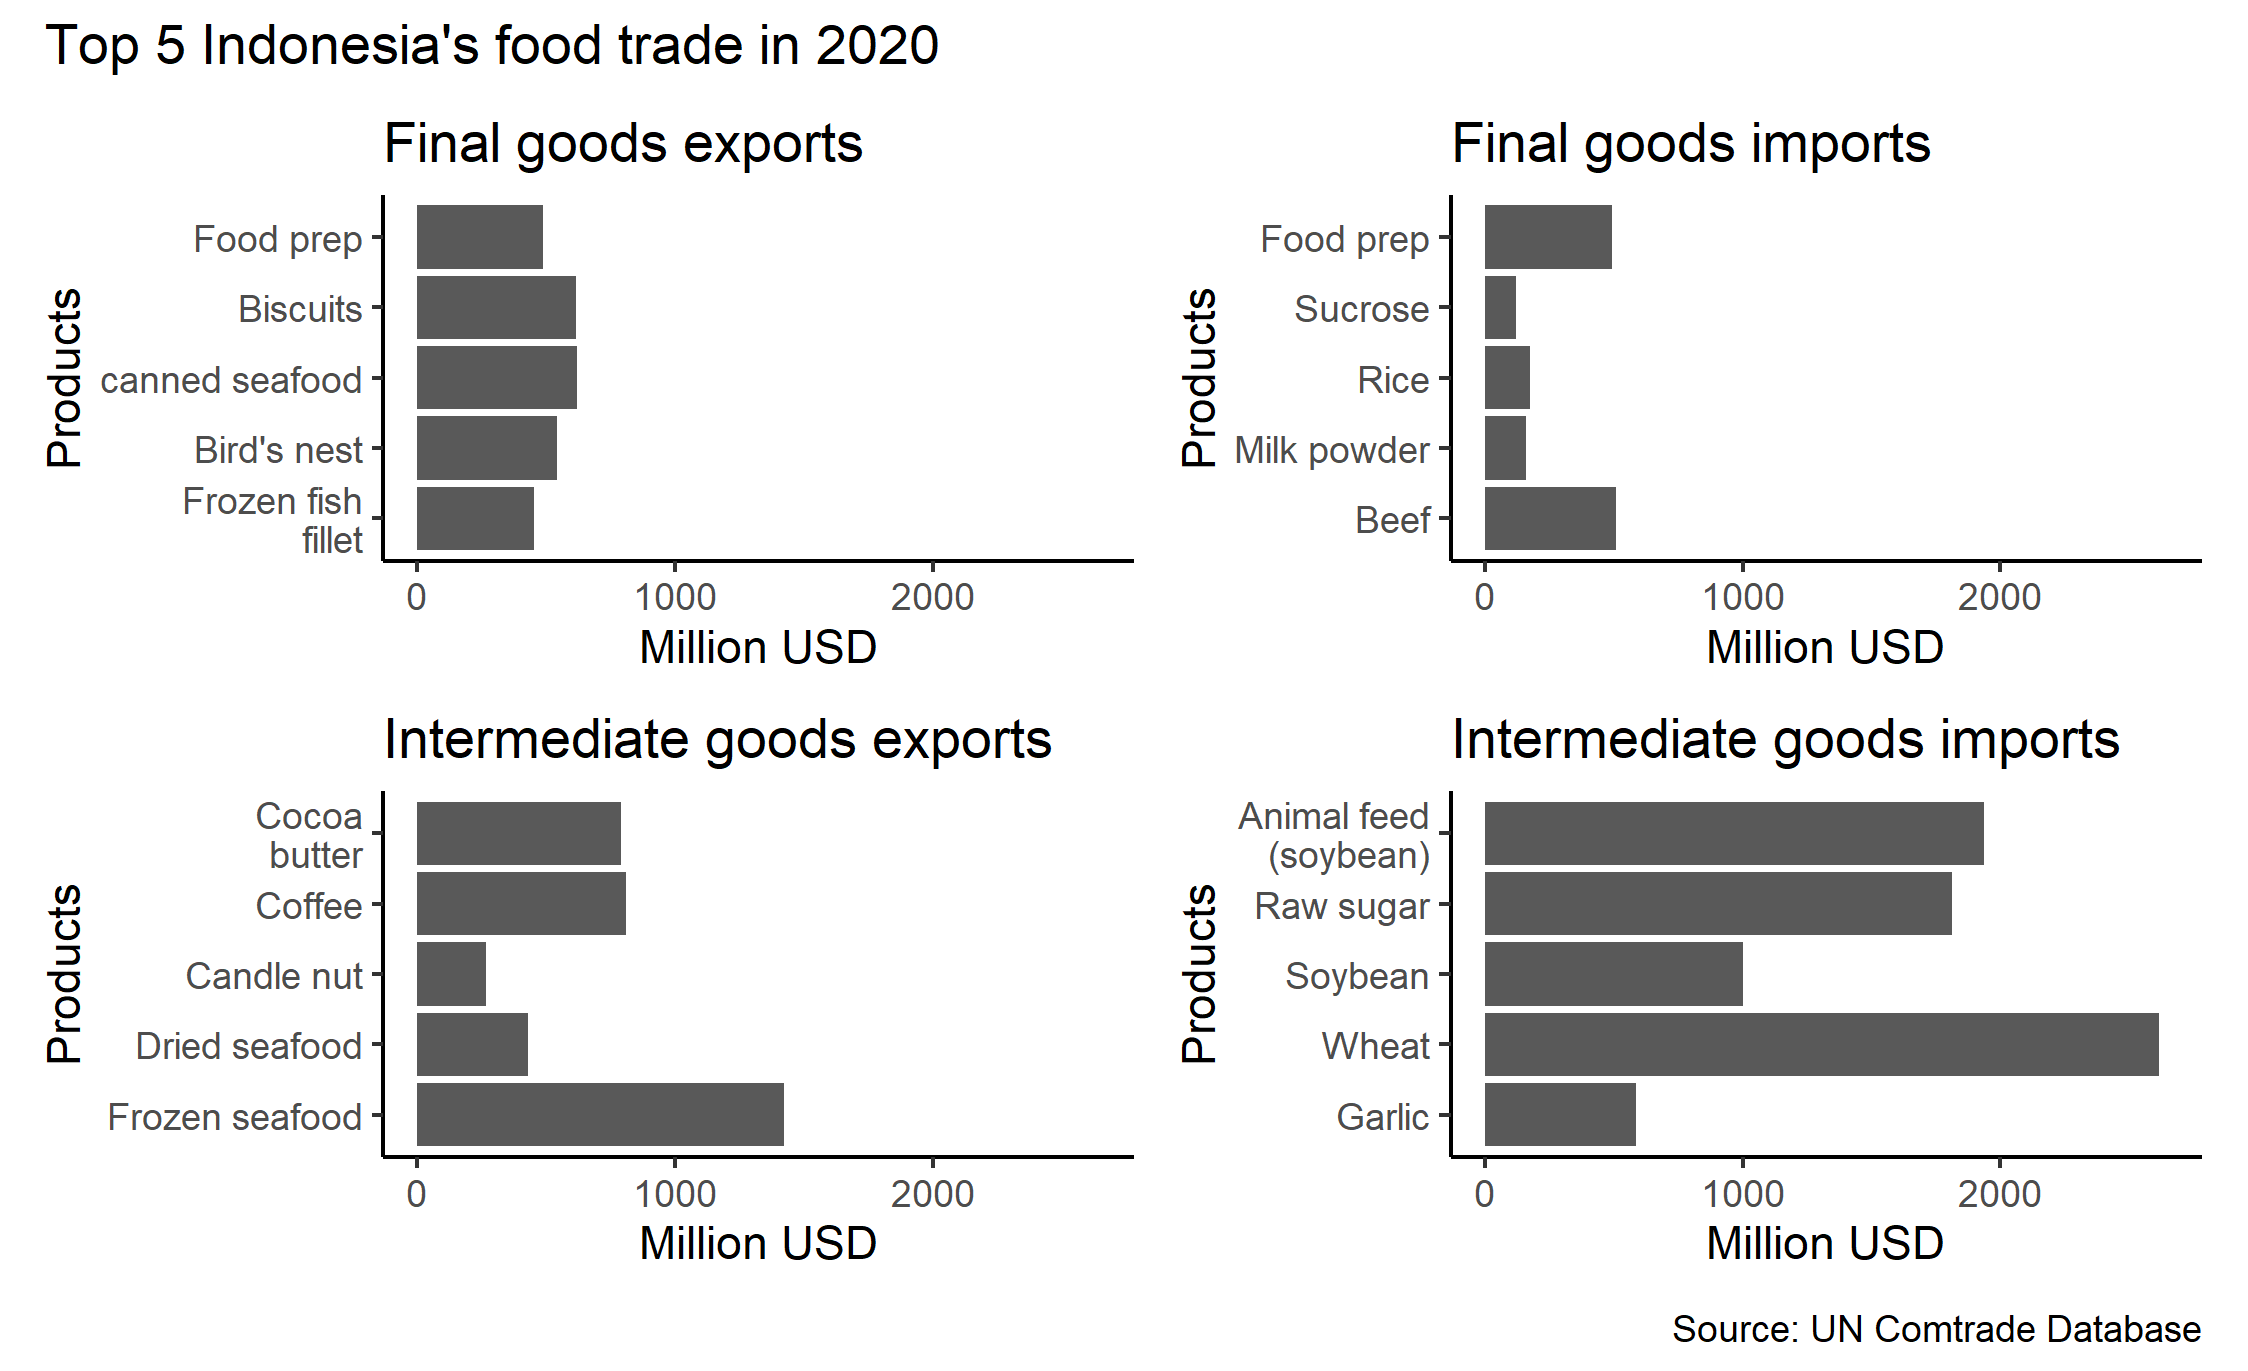 Top 5 Indonesia's food trade in 2020
Final goods exports
Products
Food prep
Biscuits
canned seafood
Bird's nest
Frozen fish
fillet
0 1000 2000
Million USD
Final goods imports
Products
Food prep
Sucrose
Rice
Milk powder
Beef
0 1000 2000
Million USD
Intermediate goods exports
Products
Cocoa
butter
Coffee
Candle nut
Dried seafood
Frozen seafood
0 1000 2000
Million USD
Intermediate goods imports
Products
Animal feed
(soybean)
Raw sugar
Soybean
Wheat
Garlic
0 1000 2000
Million USD
Source: UN Comtrade Database